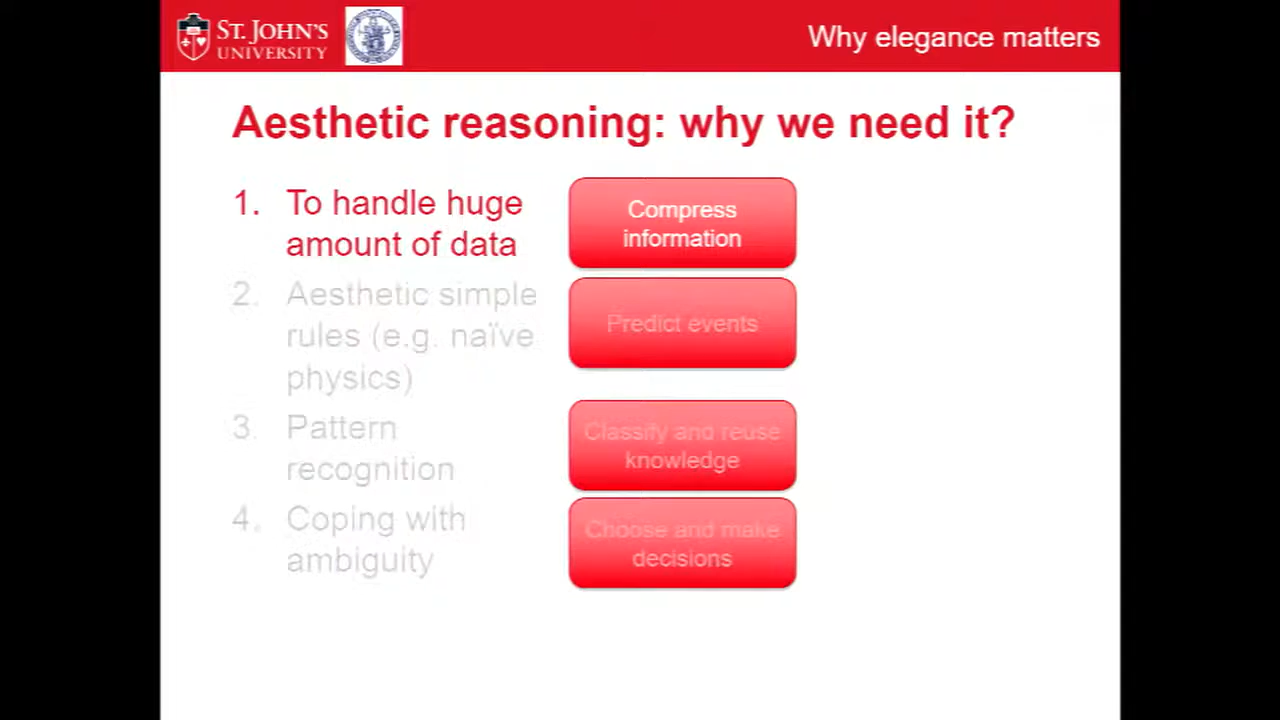 ST. JOHN'S
UNIVERSITY
Why elegance matters
Aesthetic reasoning: why we need it?
1. To handle huge
amount of data
Compress
information
2. Aesthetic simple
rules (e.g. naïve
physics)
Predict events
3. Pattern
recognition
Classify and reuse
knowledge
4. Coping with
ambiguity
Choose and make
decisions